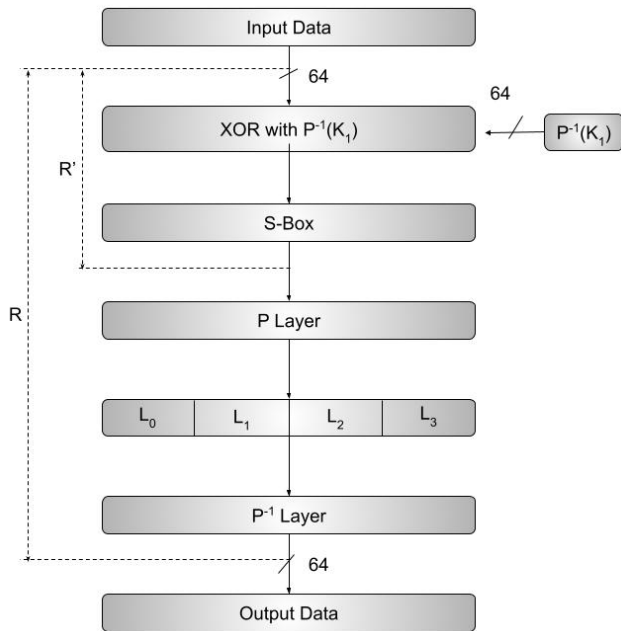 Input Data
64
64
XOR with P⁻¹(K₁)
P⁻¹(K₁)
R'
S-Box
R
P Layer
L₀ L₁ L₂ L₃
P⁻¹ Layer
64
Output Data